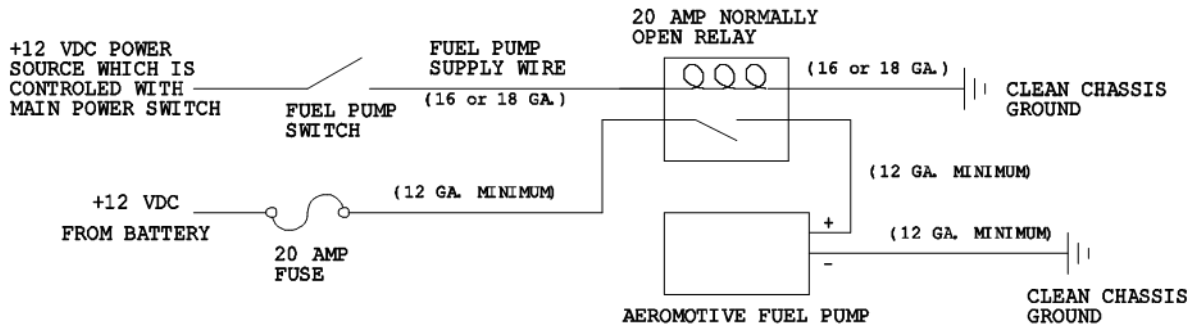 20 AMP NORMALLY
OPEN RELAY
+12 VDC POWER
SOURCE WHICH IS
CONTROLED WITH
MAIN POWER SWITCH
FUEL PUMP
SUPPLY WIRE
(16 or 18 GA.)
FUEL PUMP
SWITCH
(16 or 18 GA.)
CLEAN CHASSIS
GROUND
+12 VDC
FROM BATTERY
20 AMP
FUSE
(12 GA. MINIMUM)
(12 GA. MINIMUM)
+
-
(12 GA. MINIMUM)
CLEAN CHASSIS
GROUND
AEROMOTIVE FUEL PUMP